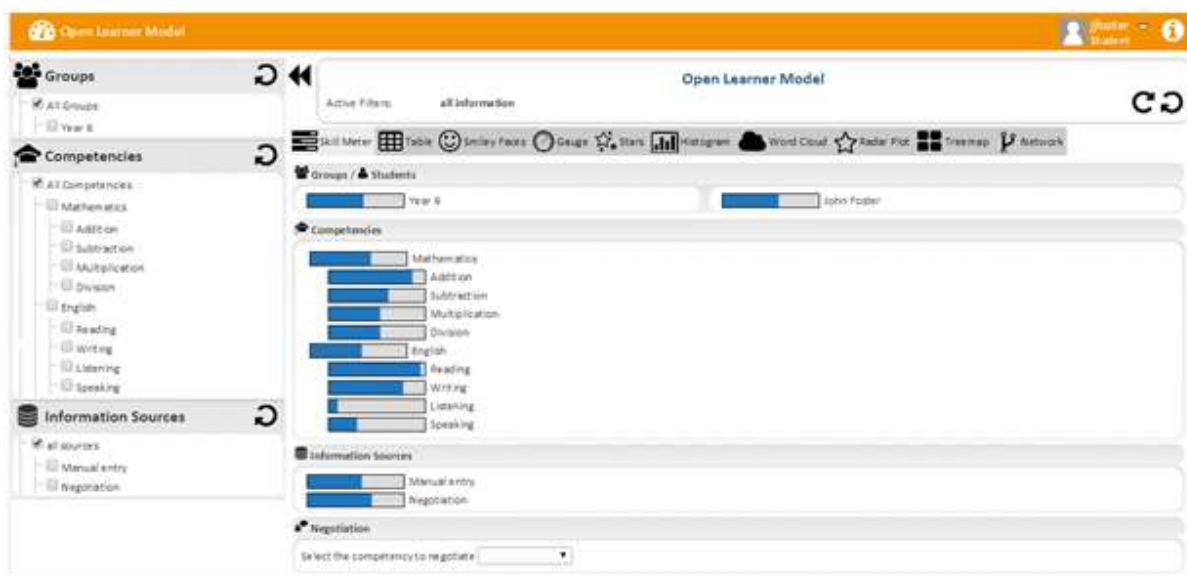 Open Learner Model
jfoster
Student
Groups
All Groups
Year 6
Competencies
All Competencies
Mathematics
Addition
Subtraction
Multiplication
Division
English
Reading
Writing
Listening
Speaking
Information Sources
all sources
Manual entry
Negotiation
Open Learner Model
Active Filters: all information
Skill Meter Table Smiley Faces Gauge Stars Histogram Word Cloud Radar Plot Treemap Network
Groups / Students
Year 6 John Foster
Competencies
Mathematics
Addition
Subtraction
Multiplication
Division
English
Reading
Writing
Listening
Speaking
Information Sources
Manual entry
Negotiation
Negotiation
Select the competency to negotiate